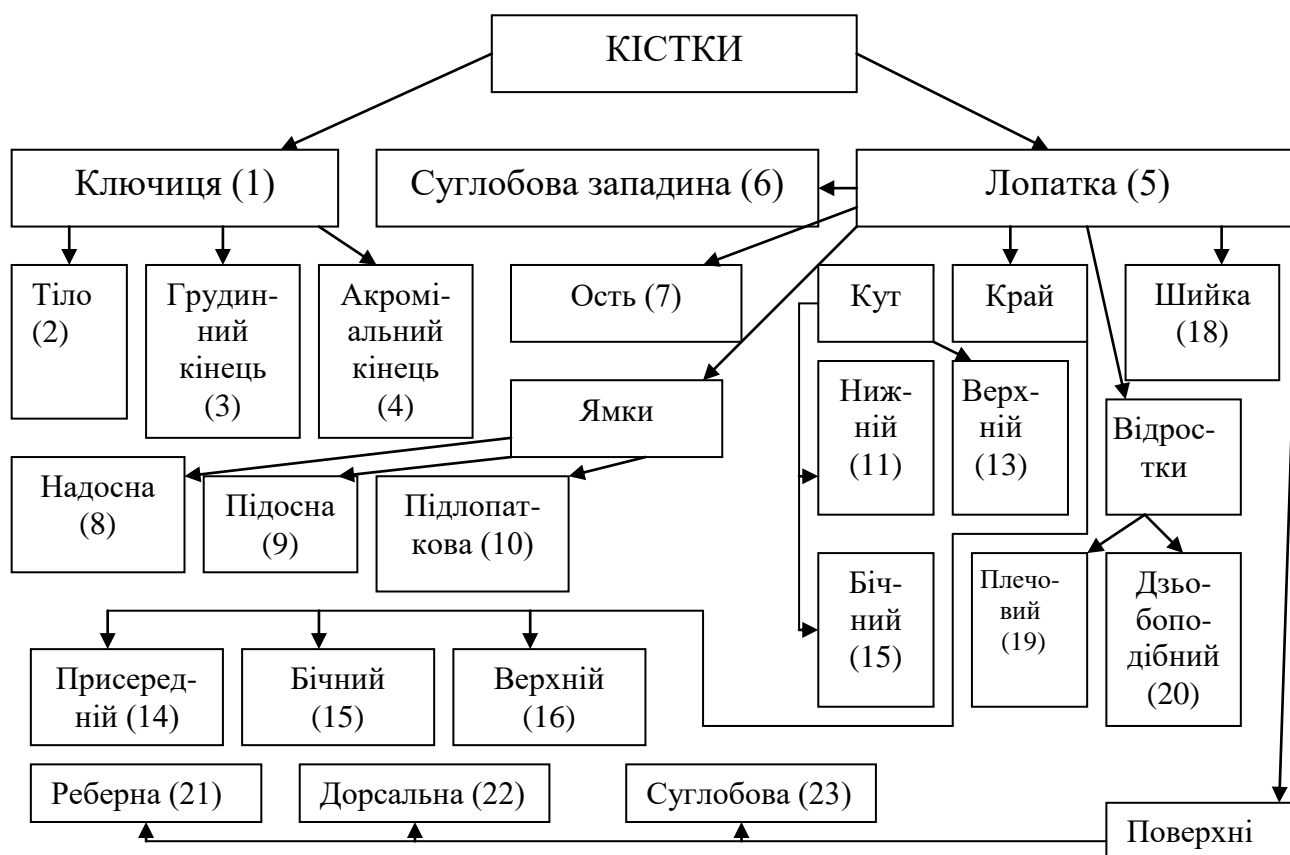 КІСТКИ
Ключиця (1)
Суглобова западина (6)
Лопатка (5)
Тіло
(2)
Грудин-
ний
кінець
(3)
Акромі-
альний
кінець
(4)
Ость (7)
Кут
Край
Шийка
(18)
Ямки
Ниж-
ній
(11)
Верх-
ній
(13)
Відрос-
тки
Надосна
(8)
Підосна
(9)
Підлопат-
кова (10)
Біч-
ний
(15)
Плечо-
вий
(19)
Дзьо-
бопо-
дібний
(20)
Присеред-
ній (14)
Бічний
(15)
Верхній
(16)
Реберна (21)
Дорсальна (22)
Суглобова (23)
Поверхні